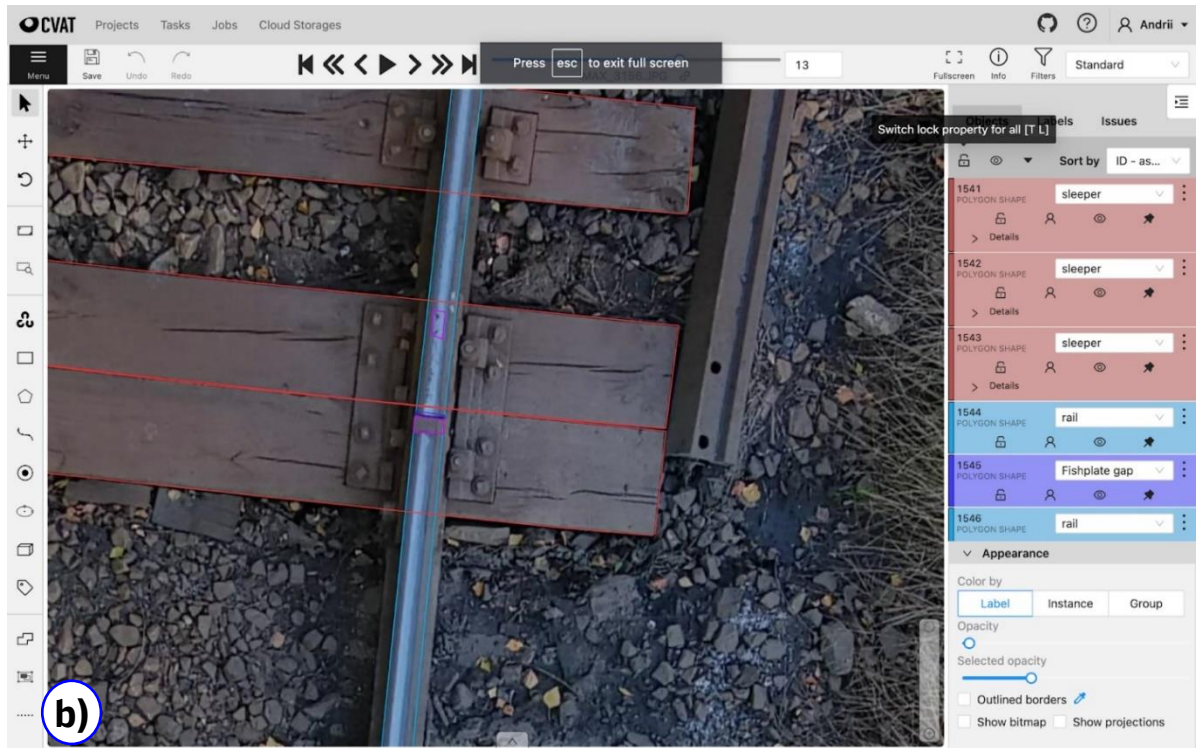 CVAT Projects Tasks Jobs Cloud Storages Andrii
Menu Save Undo Redo Press esc to exit full screen 13 Fullscreen Info Filters Standard
Objects Labels Issues
Switch lock property for all [T L]
Sort by ID - as...
1541 sleeper
POLYGON SHAPE
Details
1542 sleeper
POLYGON SHAPE
Details
1543 sleeper
POLYGON SHAPE
Details
1544 rail
POLYGON SHAPE
1545 Fishplate gap
POLYGON SHAPE
1546 rail
POLYGON SHAPE
Appearance
Color by
Label Instance Group
Opacity
Selected opacity
Outlined borders
Show bitmap Show projections
b)